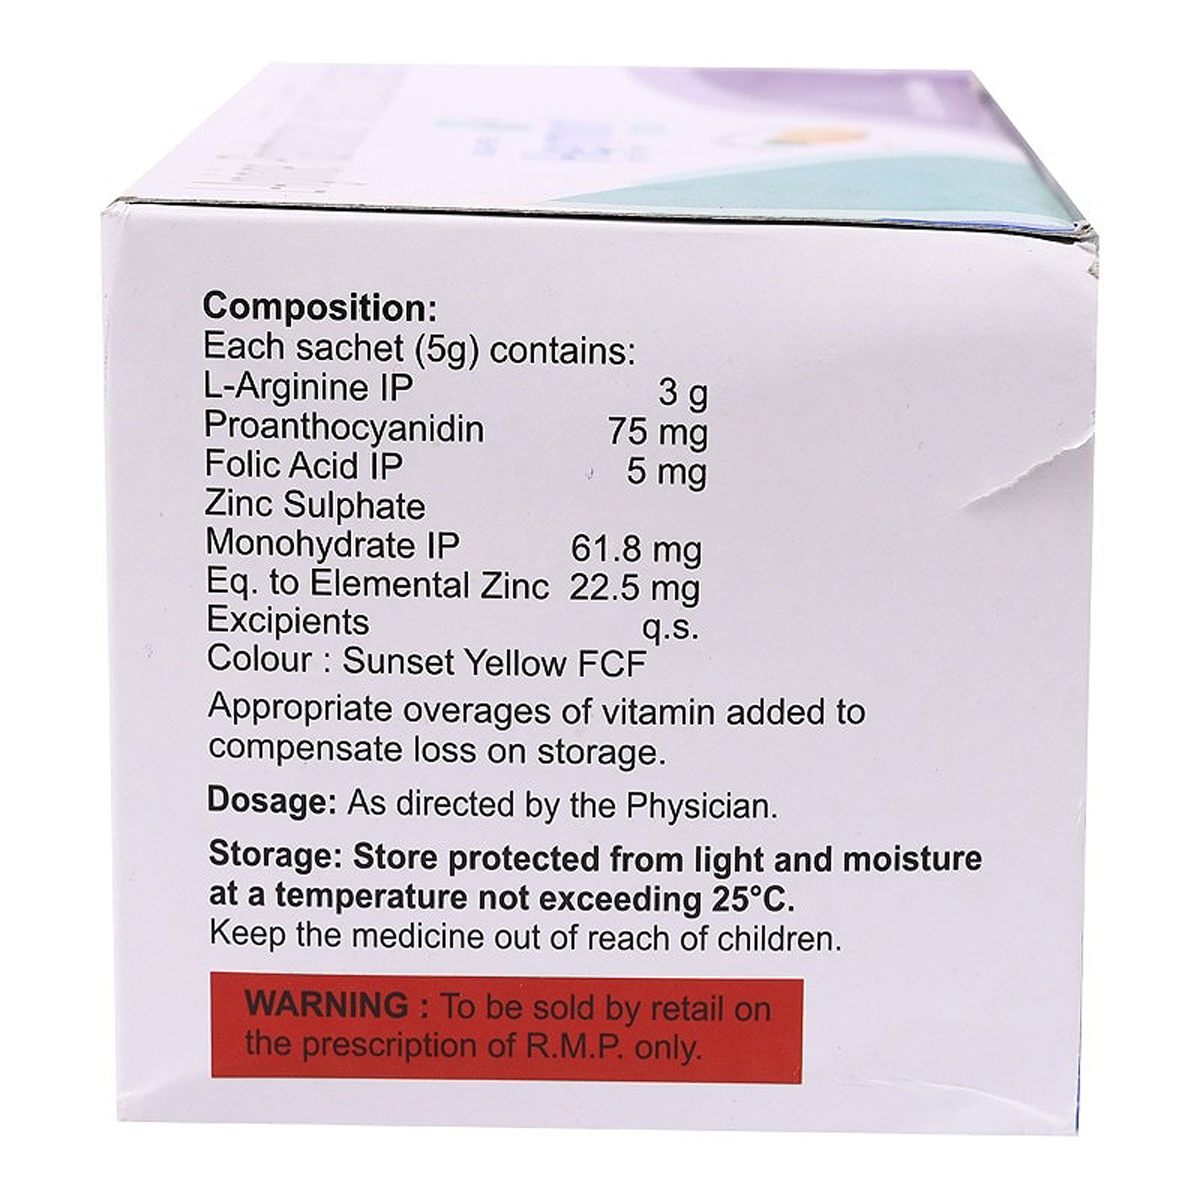 Composition:
Each sachet (5g) contains:
L-Arginine IP 3 g
Proanthocyanidin 75 mg
Folic Acid IP 5 mg
Zinc Sulphate
Monohydrate IP 61.8 mg
Eq. to Elemental Zinc 22.5 mg
Excipients q.s.
Colour : Sunset Yellow FCF
Appropriate overages of vitamin added to
compensate loss on storage.
Dosage: As directed by the Physician.
Storage: Store protected from light and moisture
at a temperature not exceeding 25°C.
Keep the medicine out of reach of children.
WARNING : To be sold by retail on
the prescription of R.M.P. only.